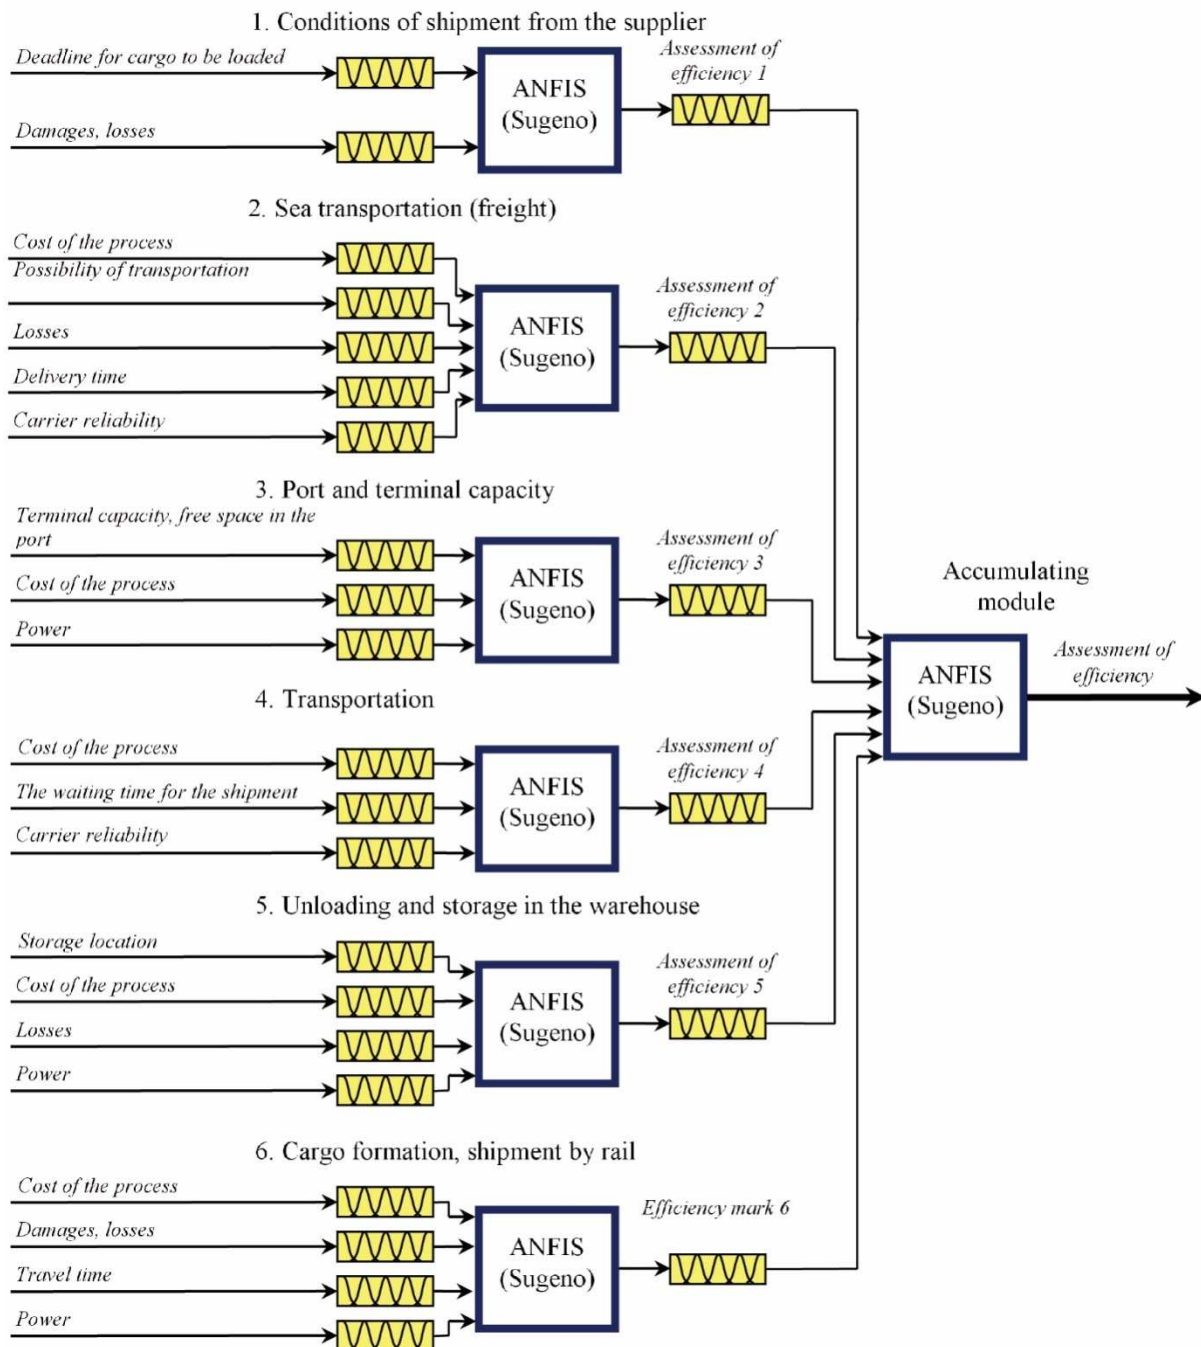 1. Conditions of shipment from the supplier
Deadline for cargo to be loaded
Damages, losses
ANFIS
(Sugeno)
Assessment of
efficiency 1
2. Sea transportation (freight)
Cost of the process
Possibility of transportation
Losses
Delivery time
Carrier reliability
ANFIS
(Sugeno)
Assessment of
efficiency 2
3. Port and terminal capacity
Terminal capacity, free space in the
port
Cost of the process
Power
ANFIS
(Sugeno)
Assessment of
efficiency 3
4. Transportation
Cost of the process
The waiting time for the shipment
Carrier reliability
ANFIS
(Sugeno)
Assessment of
efficiency 4
5. Unloading and storage in the warehouse
Storage location
Cost of the process
Losses
Power
ANFIS
(Sugeno)
Assessment of
efficiency 5
6. Cargo formation, shipment by rail
Cost of the process
Damages, losses
Travel time
Power
ANFIS
(Sugeno)
Efficiency mark 6
Accumulating
module
ANFIS
(Sugeno)
Assessment of
efficiency